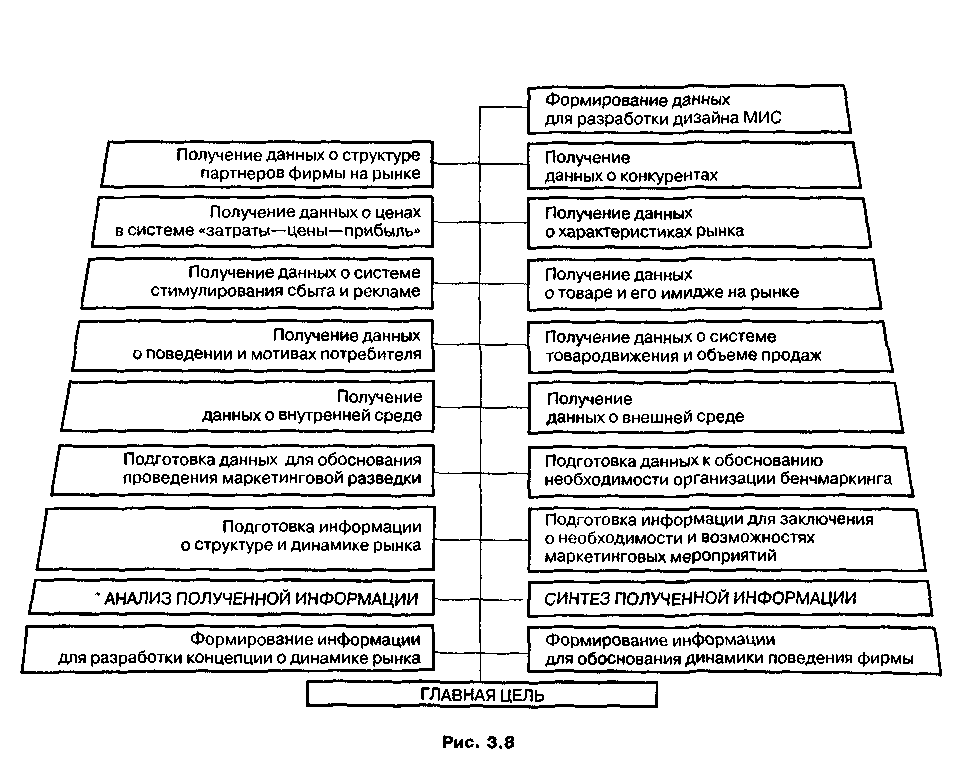 Формирование данных
для разработки дизайна МИС
Получение данных о структуре
партнеров фирмы на рынке
Получение
данных о конкурентах
Получение данных о ценах
в системе «затраты—цены—прибыль»
Получение данных
о характеристиках рынка
Получение данных о системе
стимулирования сбыта и рекламе
Получение данных
о товаре и его имидже на рынке
Получение данных
о поведении и мотивах потребителя
Получение данных о системе
товародвижения и объеме продаж
Получение
данных о внутренней среде
Получение
данных о внешней среде
Подготовка данных для обоснования
проведения маркетинговой разведки
Подготовка данных к обоснованию
необходимости организации бенчмаркинга
Подготовка информации
о структуре и динамике рынка
Подготовка информации для заключения
о необходимости и возможностях
маркетинговых мероприятий
* АНАЛИЗ ПОЛУЧЕННОЙ ИНФОРМАЦИИ
СИНТЕЗ ПОЛУЧЕННОЙ ИНФОРМАЦИИ
Формирование информации
для разработки концепции о динамике рынка
Формирование информации
для обоснования динамики поведения фирмы
ГЛАВНАЯ ЦЕЛЬ
Рис. 3.8